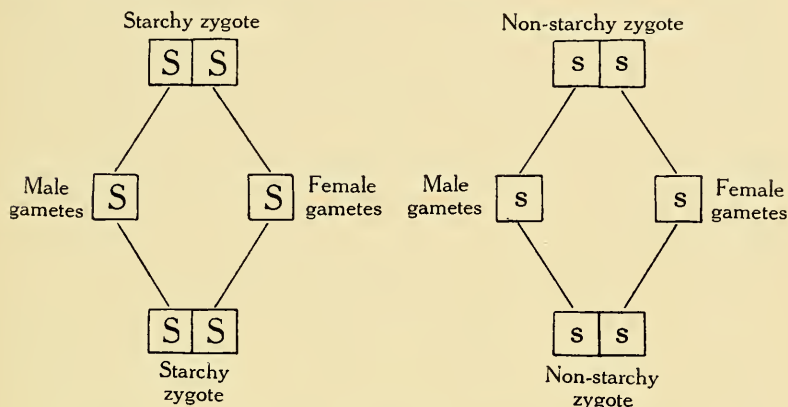 Starchy zygote
S S
Male
gametes
S
S
Female
gametes
S S
Starchy
zygote
Non-starchy zygote
s s
Male
gametes
s
s
Female
gametes
s s
Non-starchy
zygote